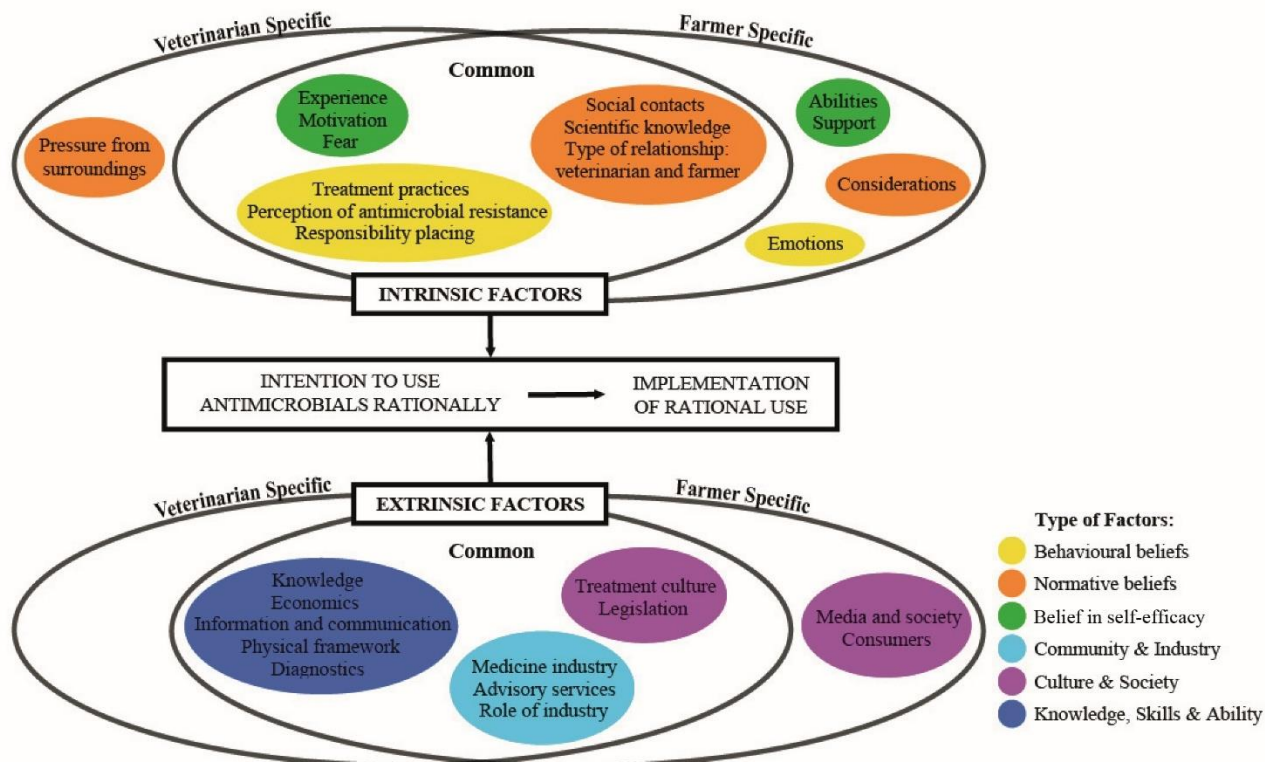 Veterinarian Specific
Farmer Specific
Common
Experience
Motivation
Fear
Social contacts
Scientific knowledge
Type of relationship:
veterinarian and farmer
Abilities
Support
Pressure from
surroundings
Considerations
Treatment practices
Perception of antimicrobial resistance
Responsibility placing
Emotions
INTRINSIC FACTORS
INTENTION TO USE
ANTIMICROBIALS RATIONALLY
IMPLEMENTATION
OF RATIONAL USE
Veterinarian Specific
EXTRINSIC FACTORS
Farmer Specific
Common
Knowledge
Economics
Information and communication
Physical framework
Diagnostics
Treatment culture
Legislation
Medicine industry
Advisory services
Role of industry
Media and society
Consumers
Type of Factors:
Behavioural beliefs
Normative beliefs
Belief in self-efficacy
Community & Industry
Culture & Society
Knowledge, Skills & Ability